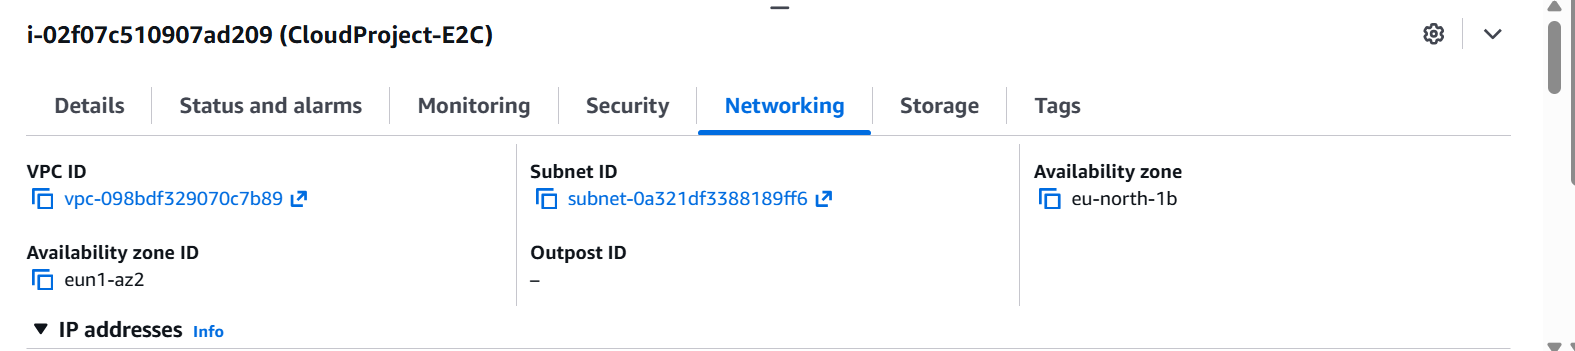 i-02f07c510907ad209 (CloudProject-E2C)
Details Status and alarms Monitoring Security Networking Storage Tags
VPC ID Subnet ID Availability zone
vpc-098bdf329070c7b89 subnet-0a321df3388189ff6 eu-north-1b
Availability zone ID Outpost ID
eun1-az2 –
IP addresses Info